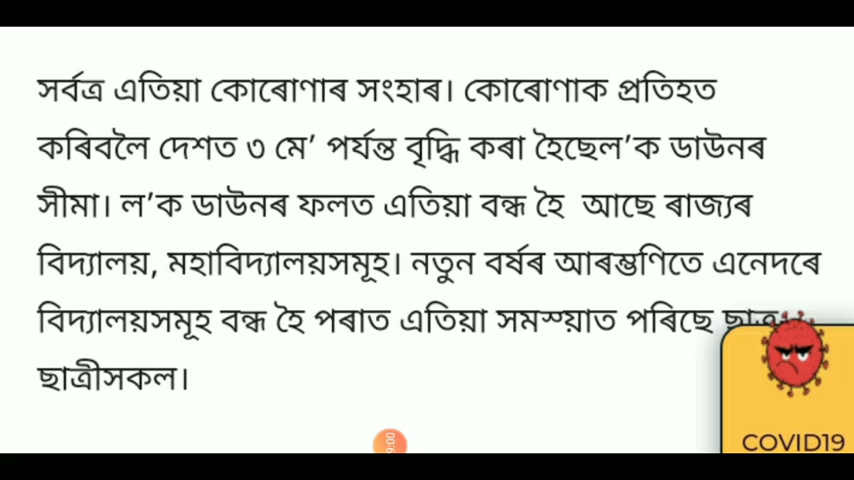 সৰ্বত্ৰ এতিয়া কোৰোণাৰ সংহাৰ। কোৰোণাক প্ৰতিহত
কৰিবলৈ দেশত ৩ মে’ পৰ্যন্ত বৃদ্ধি কৰা হৈছেল’ক ডাউনৰ
সীমা। ল’ক ডাউনৰ ফলত এতিয়া বন্ধ হৈ আছে ৰাজ্যৰ
বিদ্যালয়, মহাবিদ্যালয়সমূহ। নতুন বৰ্ষৰ আৰম্ভণিতে এনেদৰে
বিদ্যালয়সমূহ বন্ধ হৈ পৰাত এতিয়া সমস্য়াত পৰিছে
ছাত্ৰীসকল।
COVID19